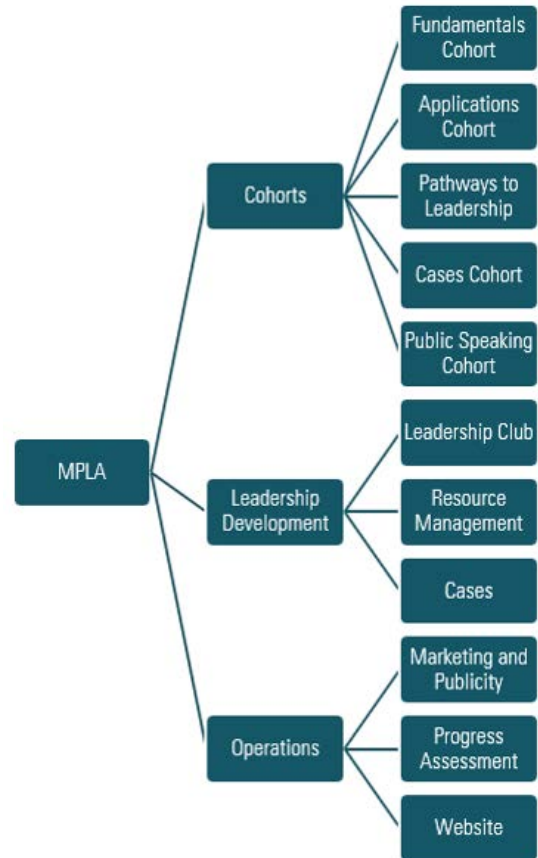 Fundamentals
Cohort
Applications
Cohort
Cohorts
Pathways to
Leadership
Cases Cohort
Public Speaking
Cohort
MPLA
Leadership
Development
Leadership Club
Resource
Management
Cases
Operations
Marketing and
Publicity
Progress
Assessment
Website